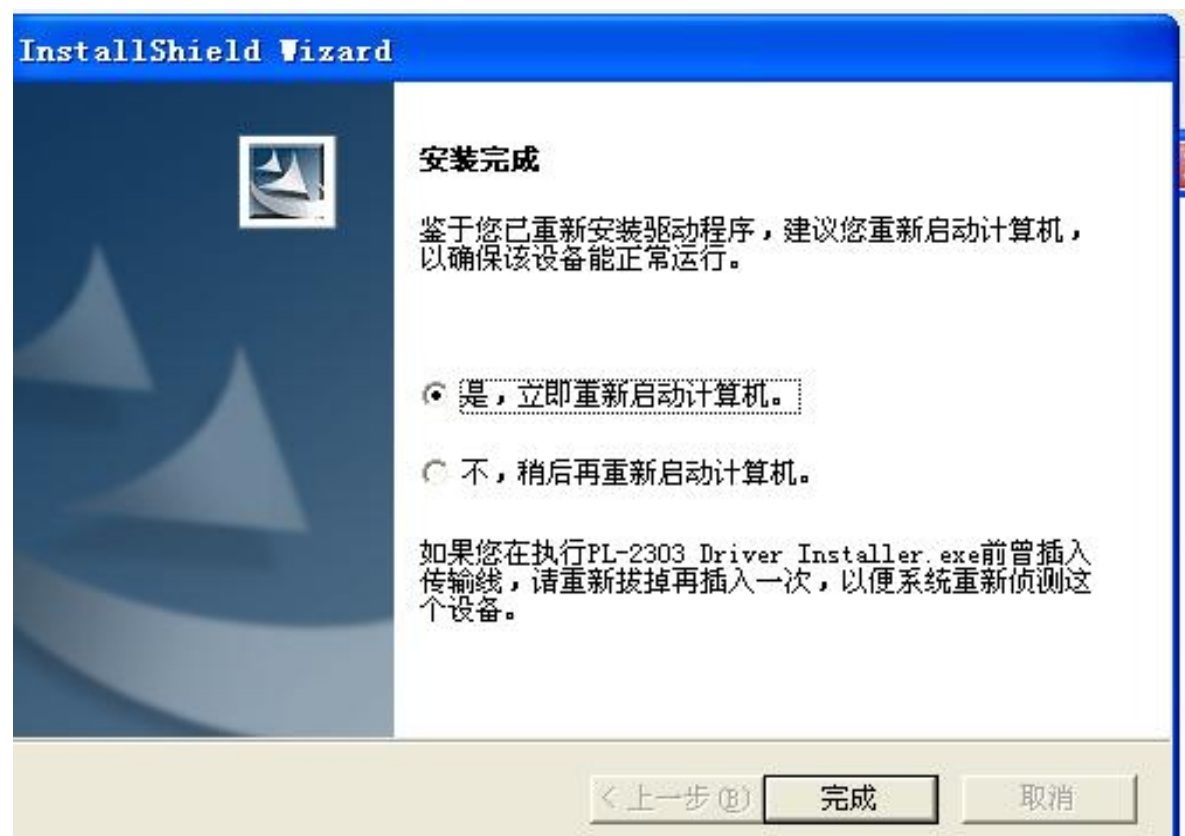 InstallShield Wizard
安装完成
鉴于您已重新安装驱动程序，建议您重新启动计算机，
以确保该设备能正常运行。
是，立即重新启动计算机。
不，稍后再重新启动计算机。
如果您在执行PL-2303 Driver Installer.exe前曾插入
传输线，请重新拔掉再插入一次，以便系统重新侦测这
个设备。
< 上一步(B) 完成 取消